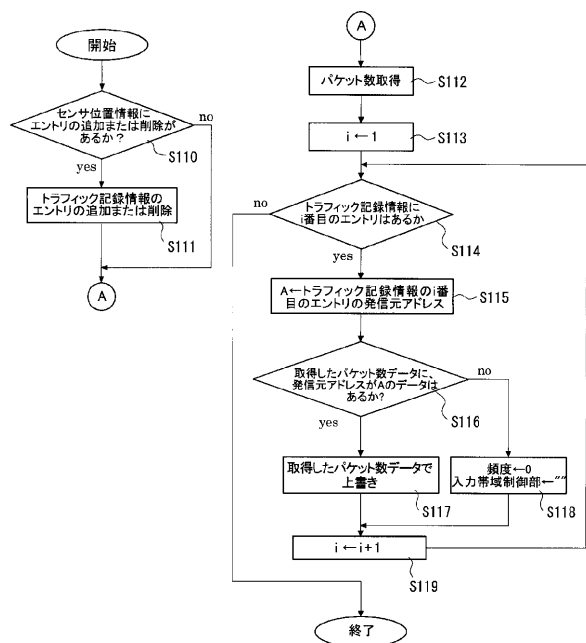 開始
センサ位置情報に
エントリの追加または削除が
あるか？
no
S110
yes
トラフィック記録情報の
エントリの追加または削除
S111
A
A
パケット数取得
S112
i ← 1
S113
トラフィック記録情報に
i番目のエントリはあるか
no
S114
yes
A←トラフィック記録情報のi番
目のエントリの発信元アドレス
S115
取得したパケット数データに、
発信元アドレスがAのデータは
あるか?
no
S116
yes
取得したパケット数データで
上書き
S117
頻度←0
入力帯域制御部←""
S118
i ← i+1
S119
終了